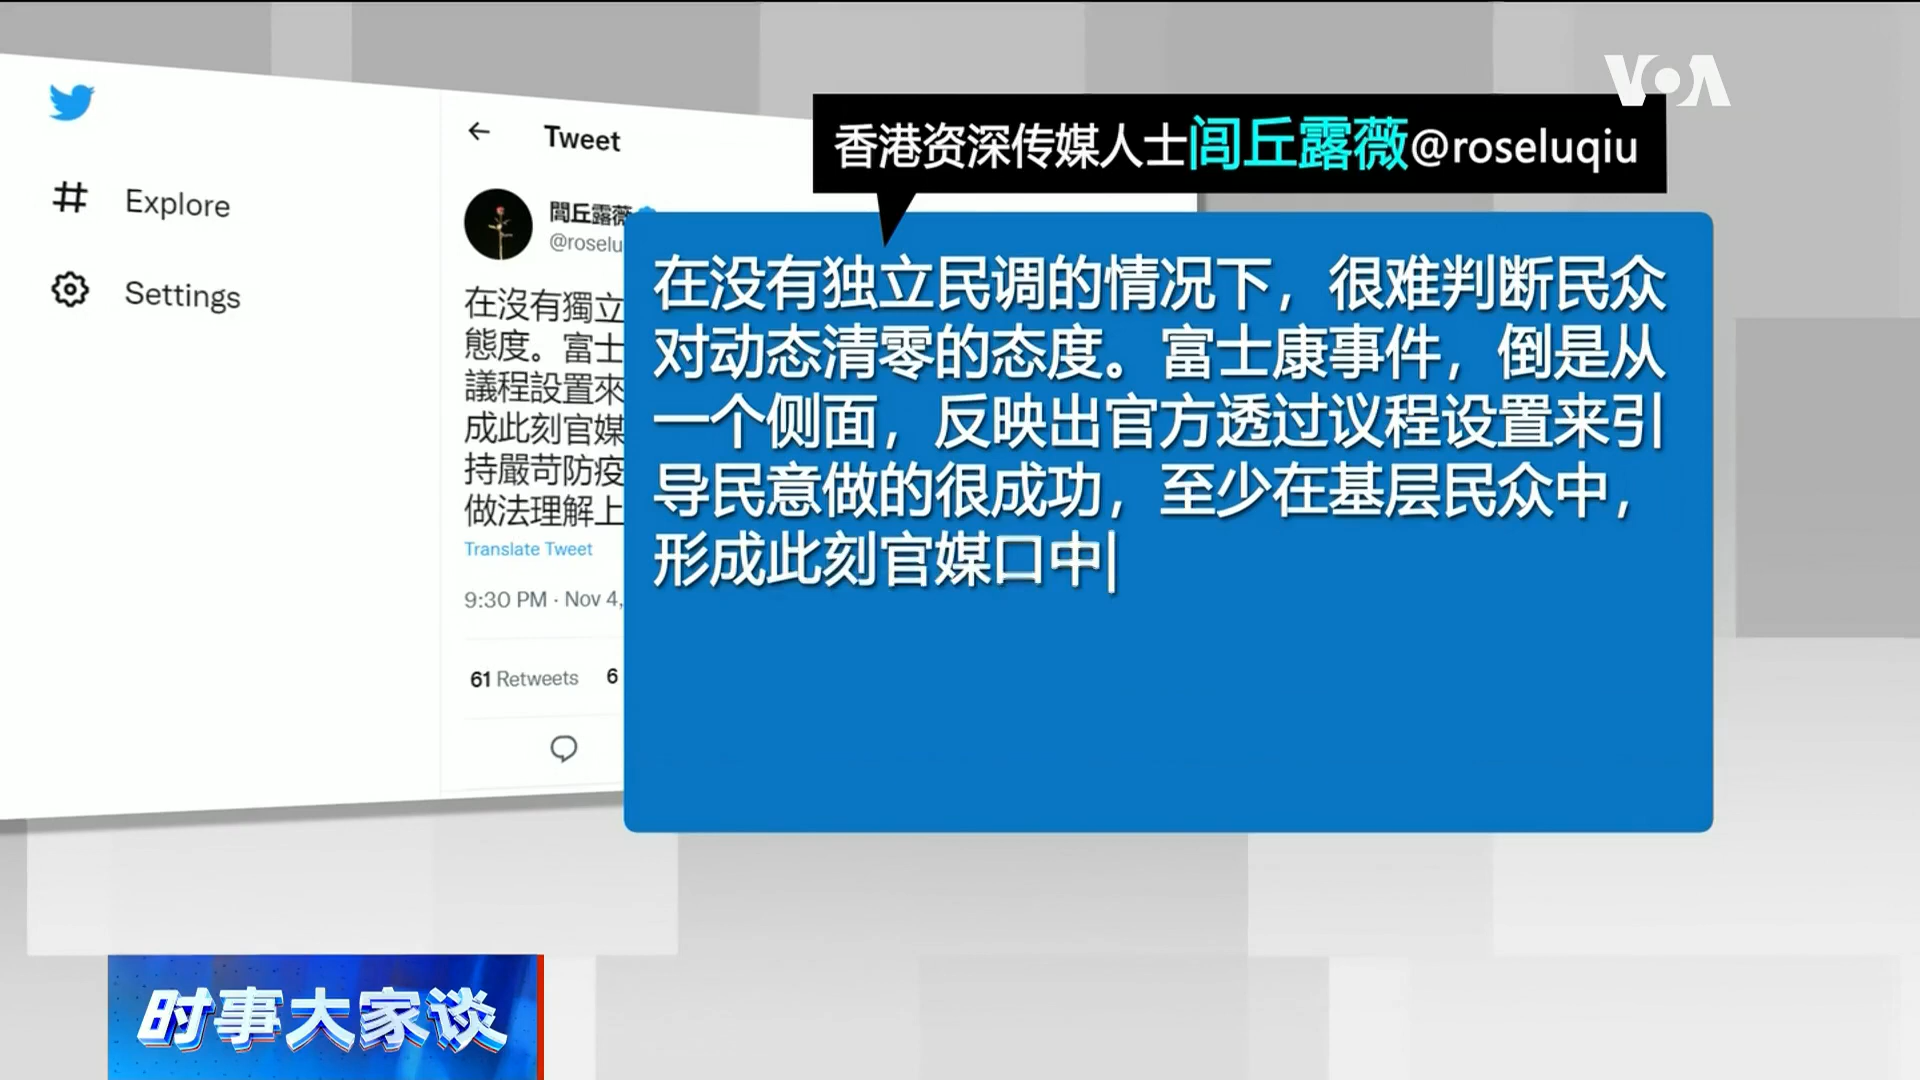 VOA
香港资深传媒人士闾丘露薇@roseluqiu
Tweet
Explore
Settings
閭丘露薇
@roselu
在沒有獨立
態度。富士
議程設置來
成此刻官媒
持嚴苛防疫
做法理解上
Translate Tweet
9:30 PM · Nov 4,
61 Retweets 6
在没有独立民调的情况下，很难判断民众
对动态清零的态度。富士康事件，倒是从
一个侧面，反映出官方透过议程设置来引
导民意做的很成功，至少在基层民众中，
形成此刻官媒口中
时事大家谈